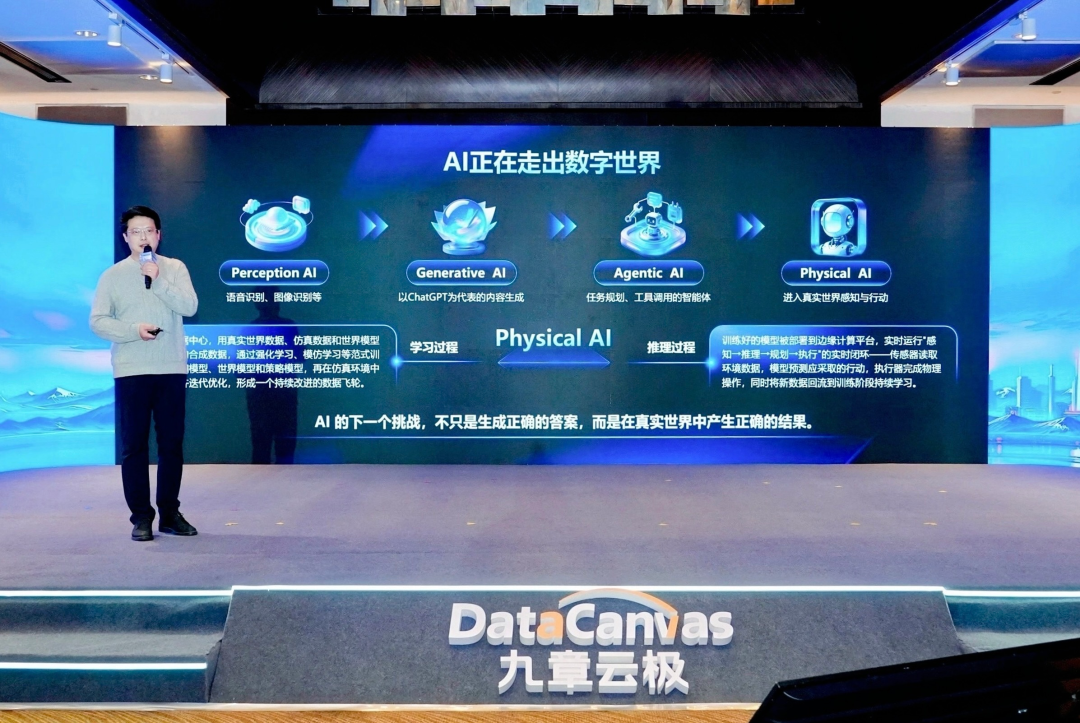 AI正在走出数字世界
Perception AI
语音识别、图像识别等
Generative AI
以ChatGPT为代表的内容生成
Agentic AI
任务规划、工具调用的智能体
Physical AI
进入真实世界感知与行动
据中心，用真实世界数据、仿真数据和世界模型
合成数据，通过强化学习、模仿学习等范式训
模型、世界模型和策略模型，再在仿真环境中
迭代优化，形成一个持续改进的数据飞轮。
学习过程
Physical AI
推理过程
训练好的模型被部署到边缘计算平台，实时运行"感
知→推理→规划→执行"的实时闭环——传感器读取
环境数据，模型预测应采取的行动，执行器完成物理
操作，同时将新数据回流到训练阶段持续学习。
AI 的下一个挑战，不只是生成正确的答案，而是在真实世界中产生正确的结果。
DataCanvas
九章云极